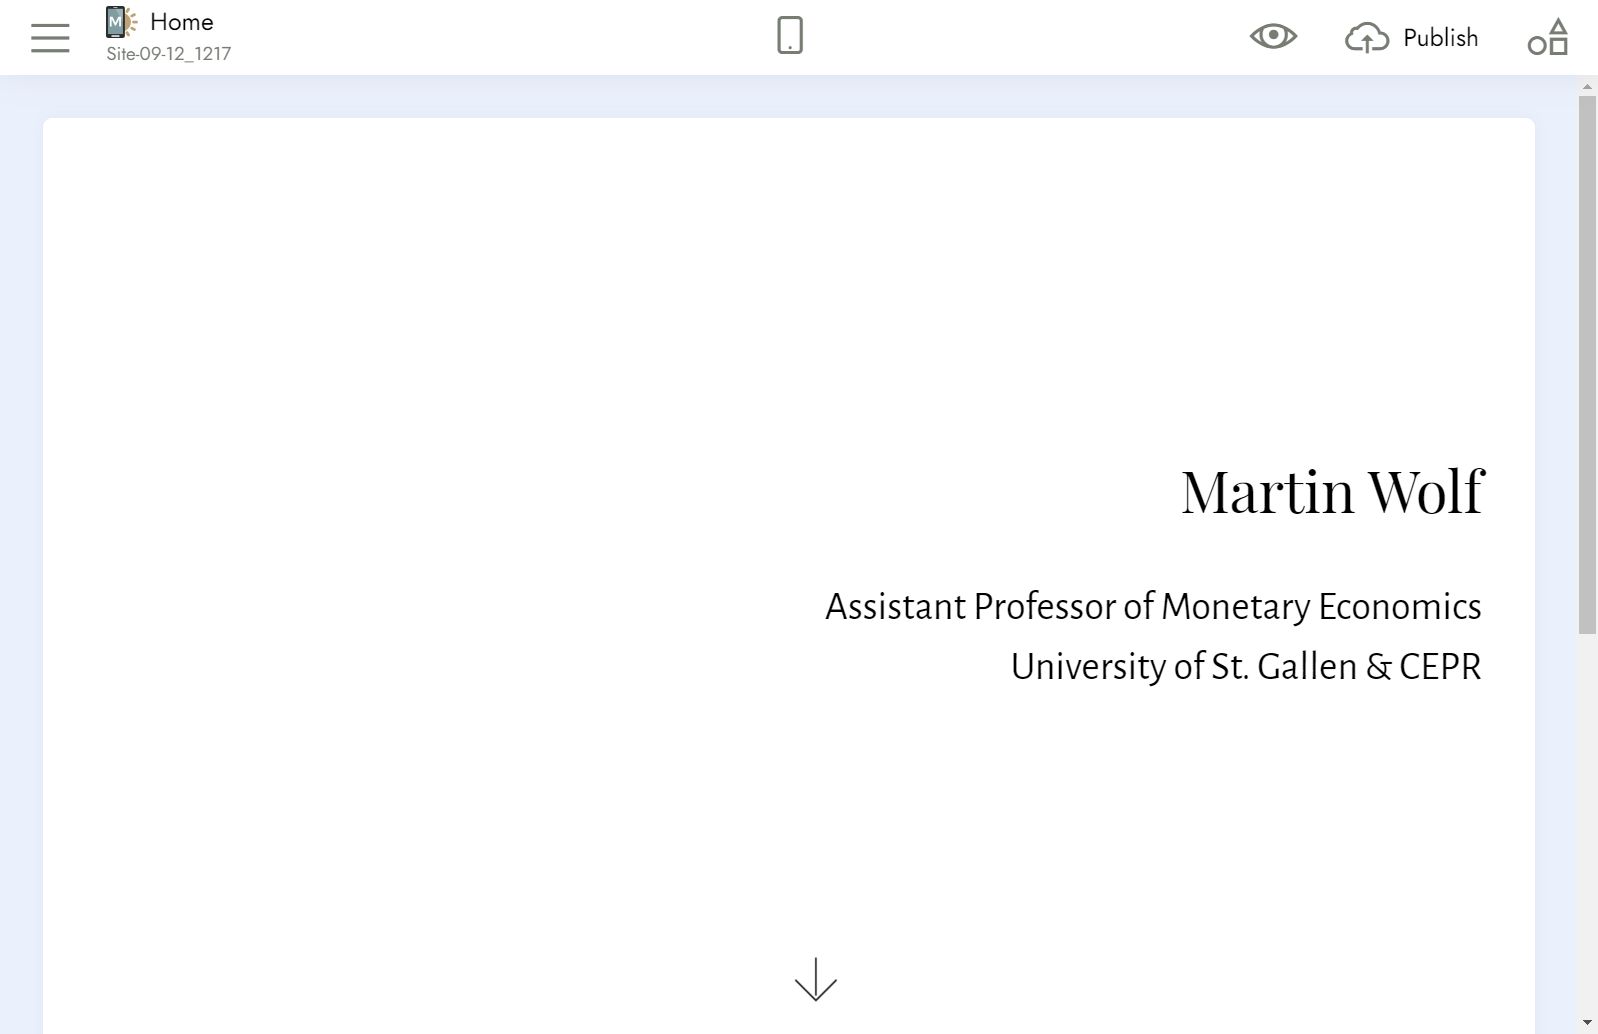 M
Home
Site-09-12_1217
Publish
Martin Wolf
Assistant Professor of Monetary Economics
University of St. Gallen & CEPR